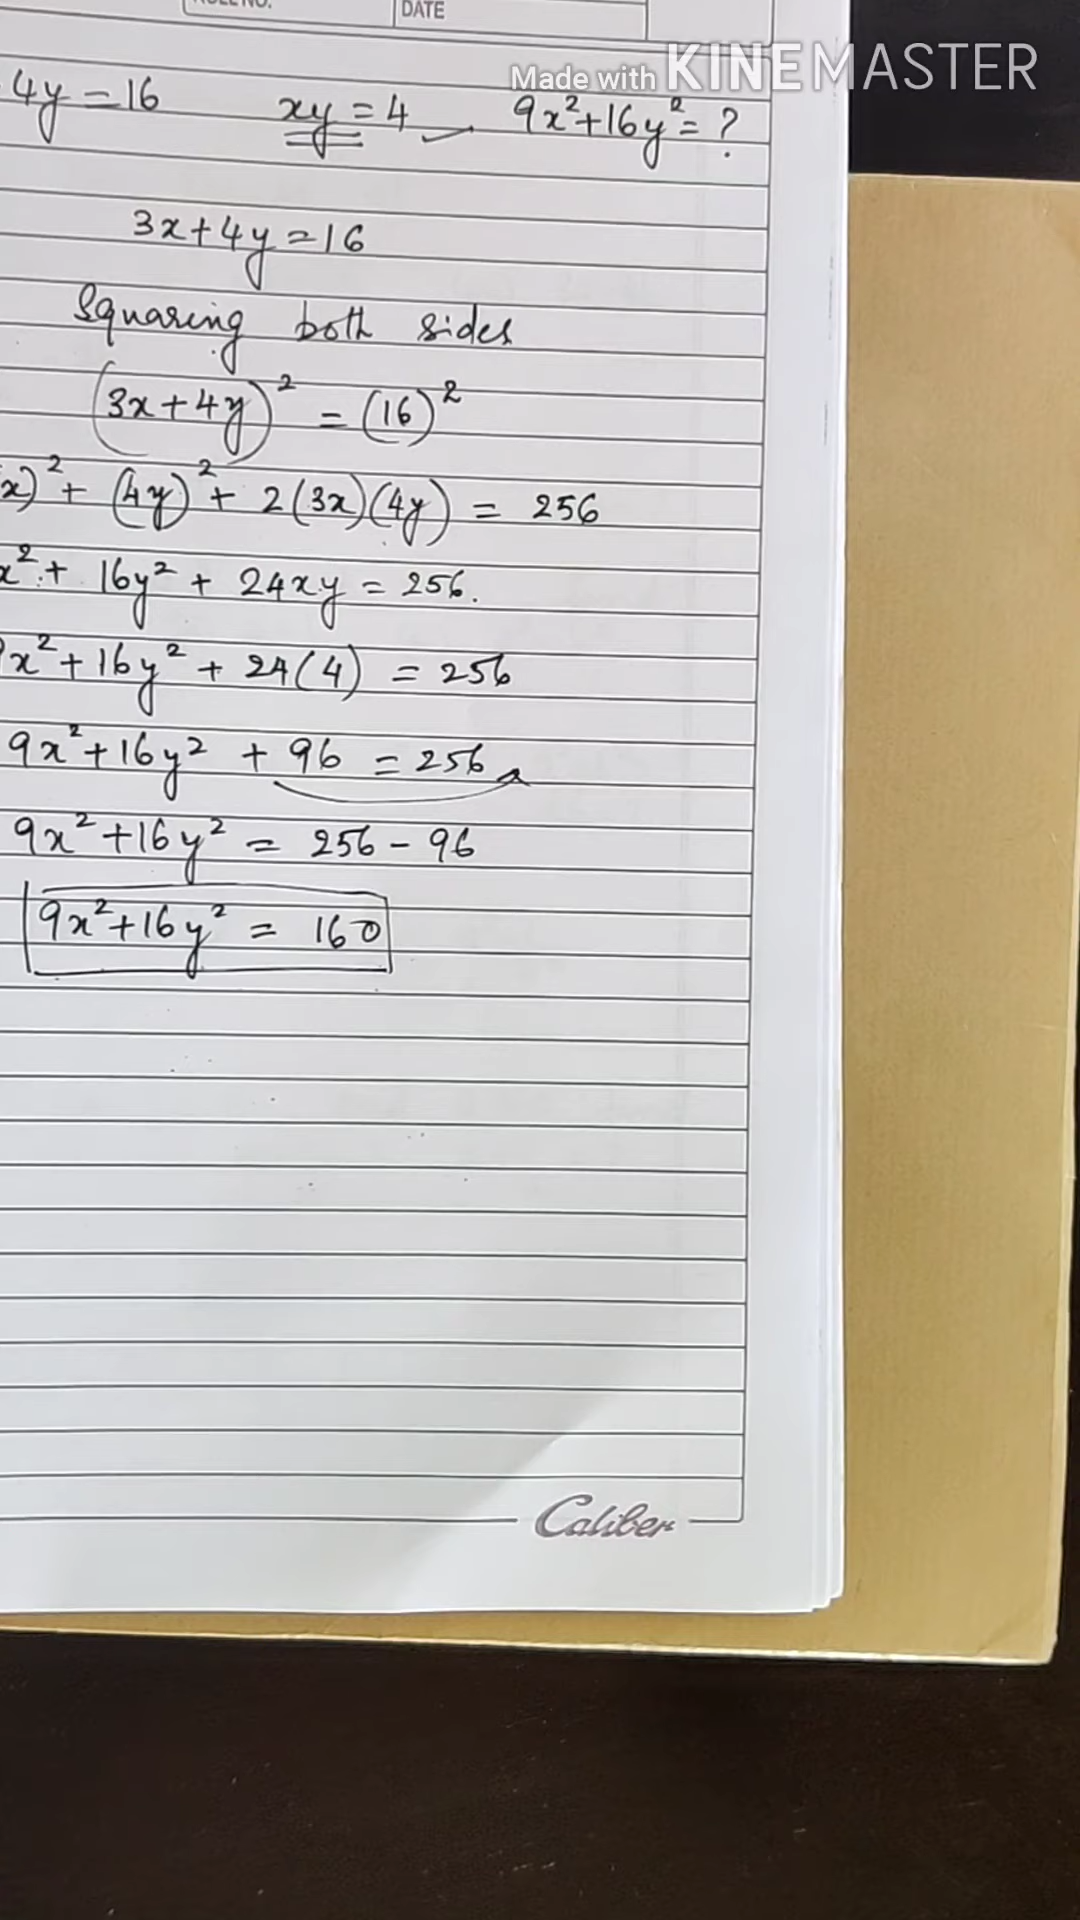 DATE
Made with KINEMASTER
4y = 16 xy = 4 9x² + 16y² = ?
3x + 4y = 16
Squaring both sides
(3x + 4y)² = (16)²
x)² + (4y)² + 2(3x)(4y) = 256
x² + 16y² + 24xy = 256.
9x² + 16y² + 24(4) = 256
9x² + 16y² + 96 = 256
9x² + 16y² = 256 - 96
9x² + 16y² = 160
Caliber